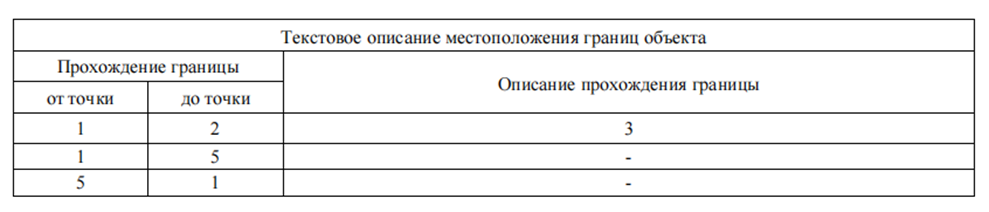 Текстовое описание местоположения границ объекта
Прохождение границы
Описание прохождения границы
от точки до точки
1 2 3
1 5 -
5 1 -